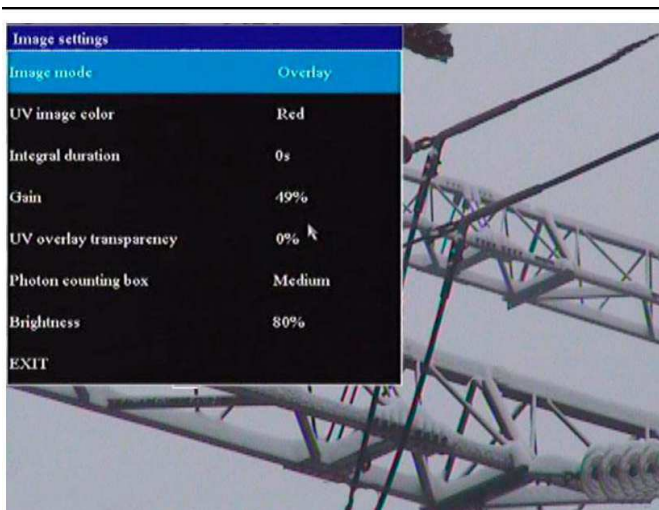 Image settings
Image mode Overlay
UV image color Red
Integral duration 0s
Gain 49%
UV overlay transparency 0%
Photon counting box Medium
Brightness 80%
EXIT